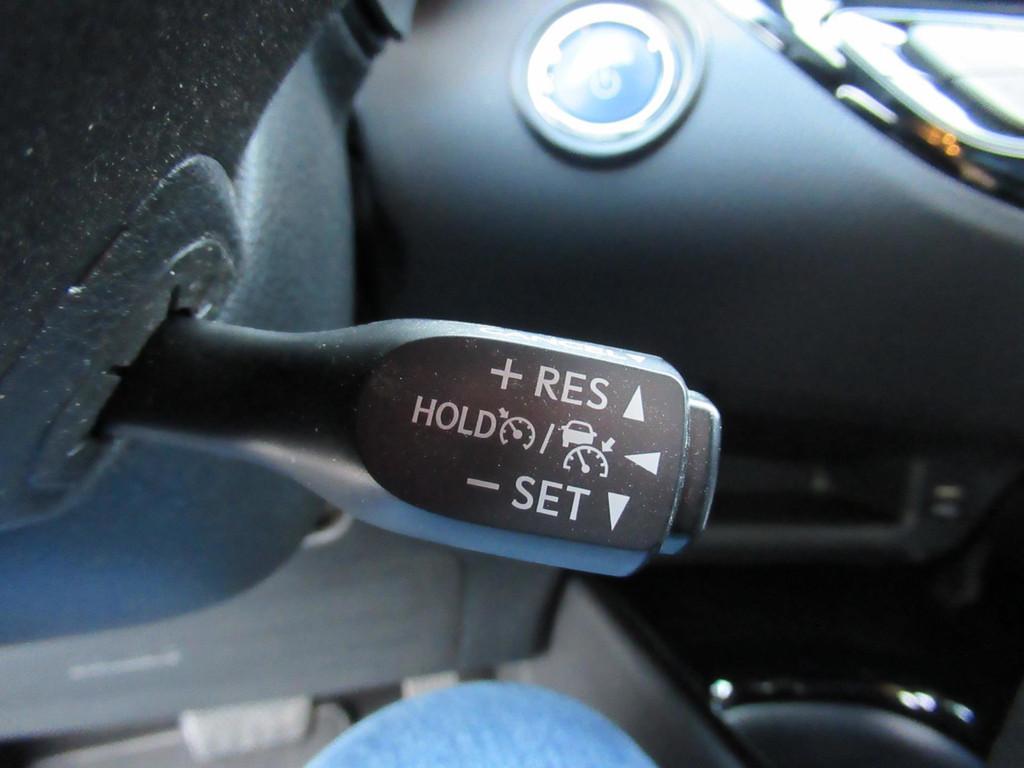 + RES ▲
HOLD / ◀
− SET ▼